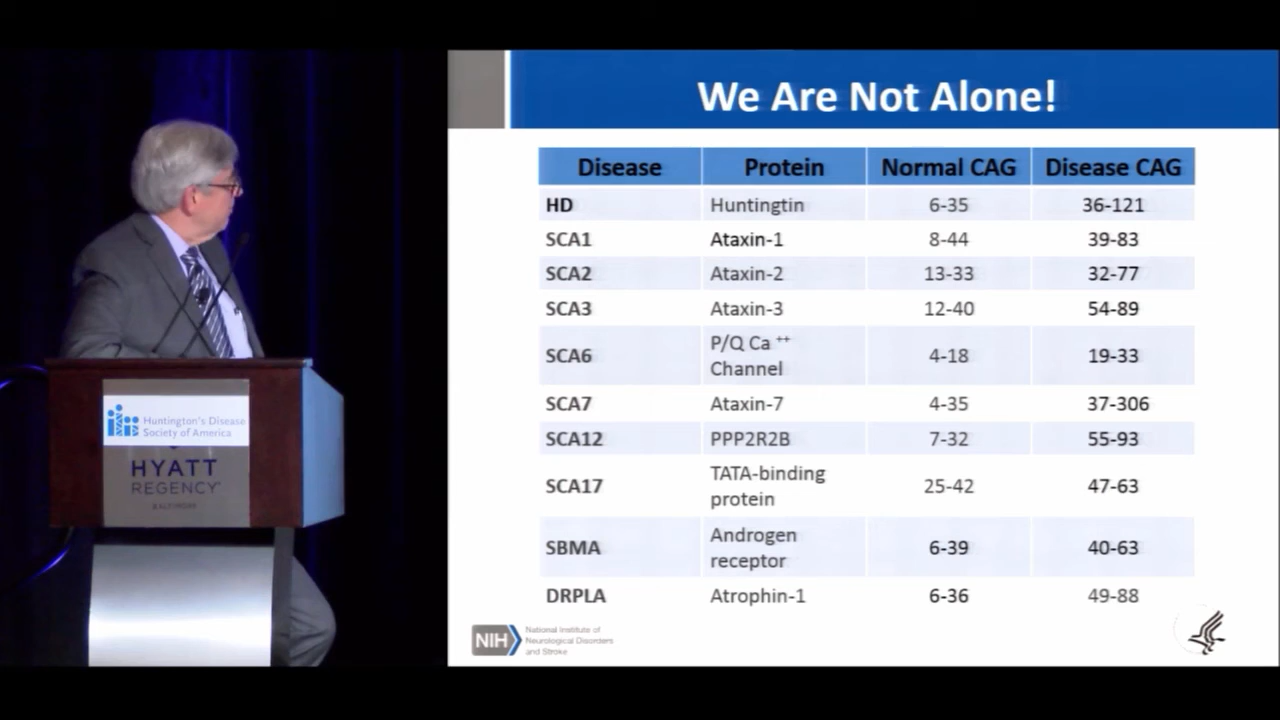 We Are Not Alone!
Disease Protein Normal CAG Disease CAG
HD Huntingtin 6-35 36-121
SCA1 Ataxin-1 8-44 39-83
SCA2 Ataxin-2 13-33 32-77
SCA3 Ataxin-3 12-40 54-89
SCA6 P/Q Ca ++ Channel 4-18 19-33
SCA7 Ataxin-7 4-35 37-306
SCA12 PPP2R2B 7-32 55-93
SCA17 TATA-binding protein 25-42 47-63
SBMA Androgen receptor 6-39 40-63
DRPLA Atrophin-1 6-36 49-88
NIH National Institute of
Neurological Disorders
and Stroke
Huntington's Disease
Society of America
HYATT
REGENCY